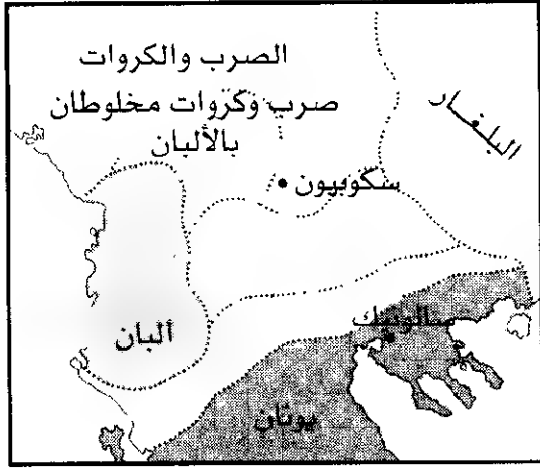 الصرب والكروات
صرب وكروات مخلوطان
بالألبان
البلغار
سكوبيون
سالونيك
ألبان
يونان